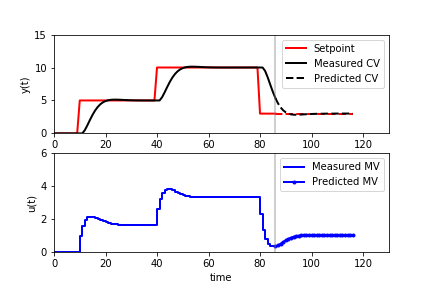 15
10
5
0
y(t)
Setpoint
Measured CV
Predicted CV
0 20 40 60 80 100 120
6
4
2
0
u(t)
Measured MV
Predicted MV
0 20 40 60 80 100 120
time